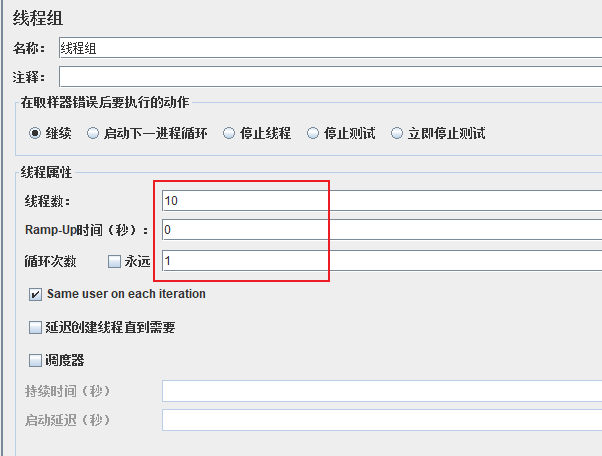 线程组
名称： 线程组
注释：
在取样器错误后要执行的动作
继续 启动下一进程循环 停止线程 停止测试 立即停止测试
线程属性
线程数： 10
Ramp-Up时间（秒）： 0
循环次数 永远 1
Same user on each iteration
延迟创建线程直到需要
调度器
持续时间（秒）
启动延迟（秒）